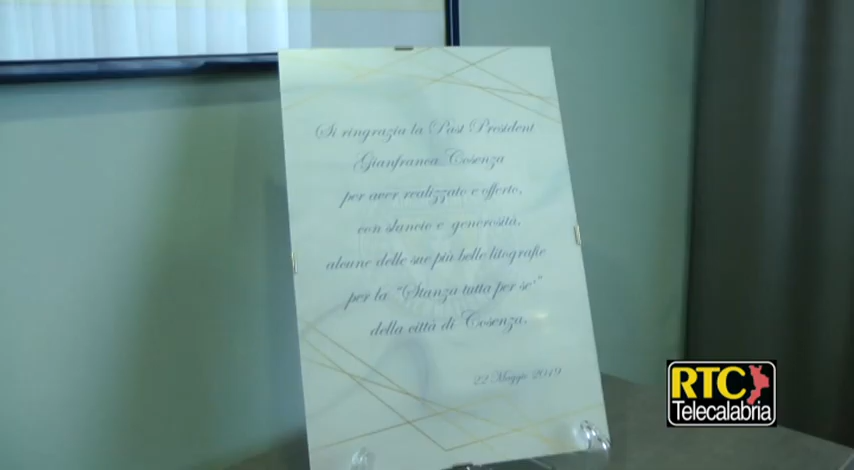 Si ringrazia la Past President
Gianfranca Cosenza
per aver realizzato e offerto,
con slancio e generosità,
alcune delle sue più belle litografie
per la "Stanza tutta per se'"
della città di Cosenza.
22 Maggio 2019
RTC
Telecalabria